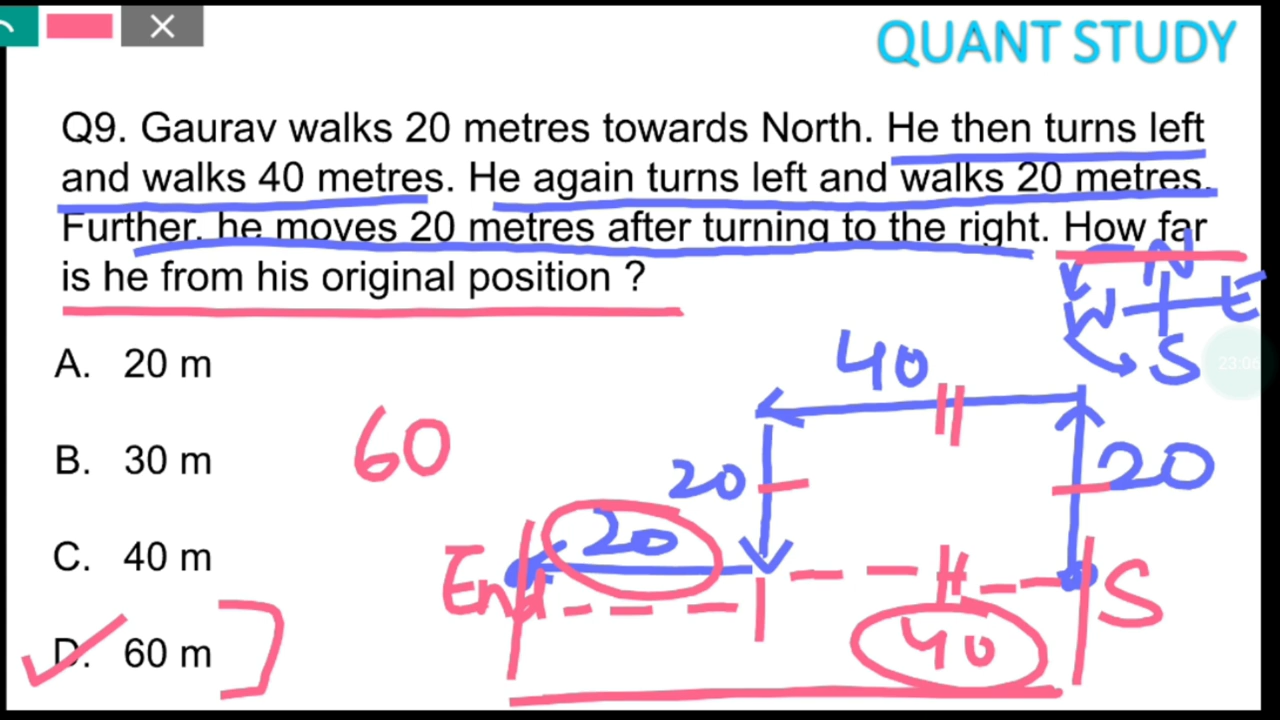 QUANT STUDY
Q9. Gaurav walks 20 metres towards North. He then turns left
and walks 40 metres. He again turns left and walks 20 metres.
Further, he moves 20 metres after turning to the right. How far
is he from his original position ?
N
W E
S
23:06
A. 20 m
40
60
B. 30 m
20
20
20
C. 40 m
End
S
D. 60 m
40